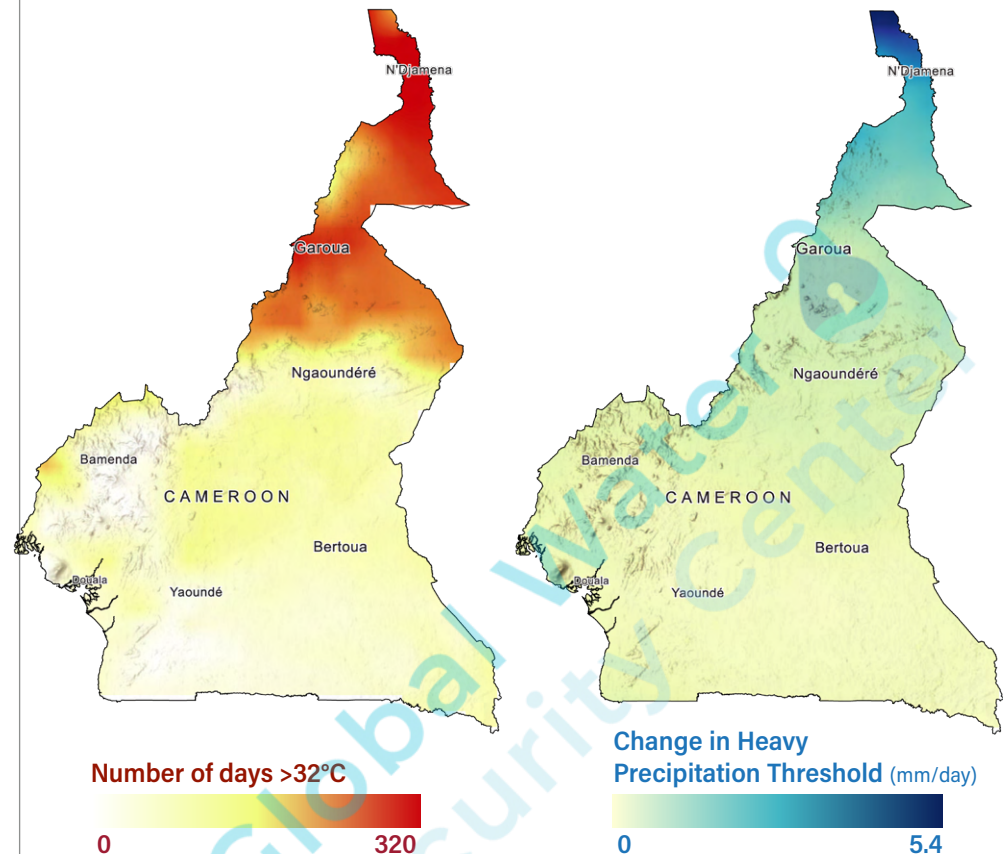 N'Djamena
Garoua
Ngaoundéré
Bamenda
CAMEROON
Bertoua
Douala
Yaoundé
Number of days >32°C
0
320
N'Djamena
Garoua
Ngaoundéré
Bamenda
CAMEROON
Bertoua
Douala
Yaoundé
Change in Heavy
Precipitation Threshold (mm/day)
0
5.4
Global Water
Security Center